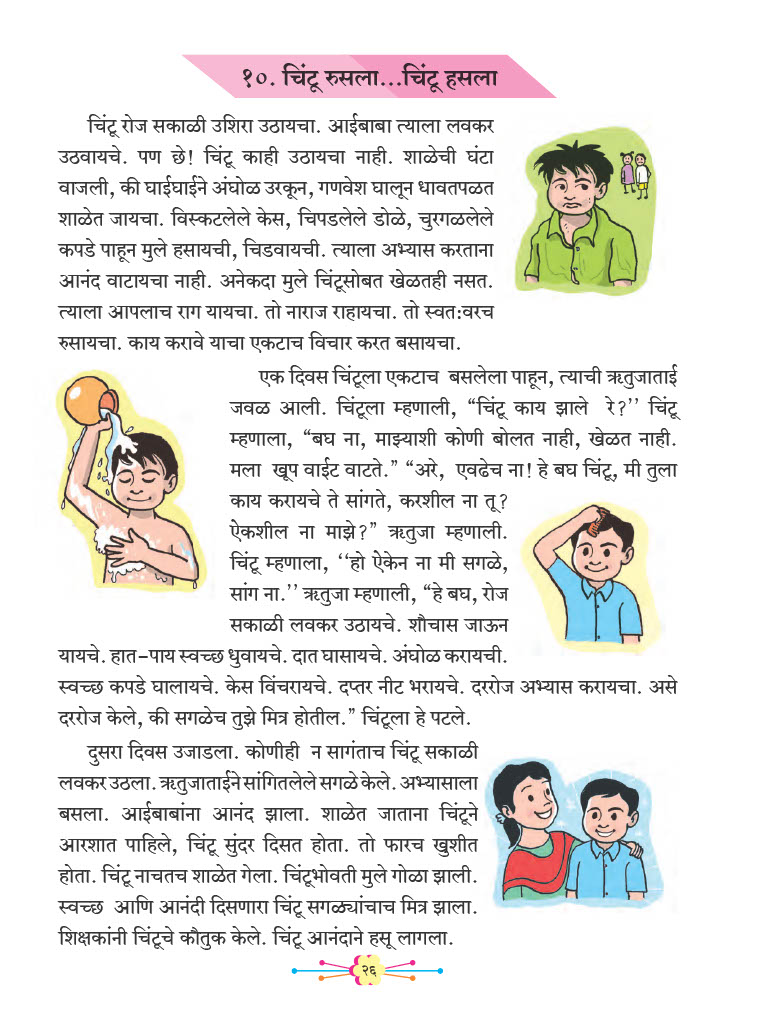 १०. चिंटू रुसला...चिंटू हसला
चिंटू रोज सकाळी उशिरा उठायचा. आईबाबा त्याला लवकर
उठवायचे. पण छे! चिंटू काही उठायचा नाही. शाळेची घंटा
वाजली, की घाईघाईने अंघोळ उरकून, गणवेश घालून धावतपळत
शाळेत जायचा. विस्कटलेले केस, चिपडलेले डोळे, चुरगळलेले
कपडे पाहून मुले हसायची, चिडवायची. त्याला अभ्यास करताना
आनंद वाटायचा नाही. अनेकदा मुले चिंटूसोबत खेळतही नसत.
त्याला आपलाच राग यायचा. तो नाराज राहायचा. तो स्वत:वरच
रुसायचा. काय करावे याचा एकटाच विचार करत बसायचा.
एक दिवस चिंटूला एकटाच बसलेला पाहून, त्याची ऋतुजाताई
जवळ आली. चिंटूला म्हणाली, “चिंटू काय झाले रे?’’ चिंटू
म्हणाला, “बघ ना, माझ्याशी कोणी बोलत नाही, खेळत नाही.
मला खूप वाईट वाटते.” “अरे, एवढेच ना! हे बघ चिंटू, मी तुला
काय करायचे ते सांगते, करशील ना तू?
ऐकशील ना माझे?” ऋतुजा म्हणाली.
चिंटू म्हणाला, ‘‘हो ऐकेन ना मी सगळे,
सांग ना.’’ ऋतुजा म्हणाली, “हे बघ, रोज
सकाळी लवकर उठायचे. शौचास जाऊन
यायचे. हात-पाय स्वच्छ धुवायचे. दात घासायचे. अंघोळ करायची.
स्वच्छ कपडे घालायचे. केस विंचरायचे. दप्तर नीट भरायचे. दररोज अभ्यास करायचा. असे
दररोज केले, की सगळेच तुझे मित्र होतील.” चिंटूला हे पटले.
दुसरा दिवस उजाडला. कोणीही न सागंताच चिंटू सकाळी
लवकर उठला. ऋतुजाताईने सांगितलेले सगळे केले. अभ्यासाला
बसला. आईबाबांना आनंद झाला. शाळेत जाताना चिंटूने
आरशात पाहिले, चिंटू सुंदर दिसत होता. तो फारच खुशीत
होता. चिंटू नाचतच शाळेत गेला. चिंटूभोवती मुले गोळा झाली.
स्वच्छ आणि आनंदी दिसणारा चिंटू सगळ्यांचाच मित्र झाला.
शिक्षकांनी चिंटूचे कौतुक केले. चिंटू आनंदाने हसू लागला.
२६